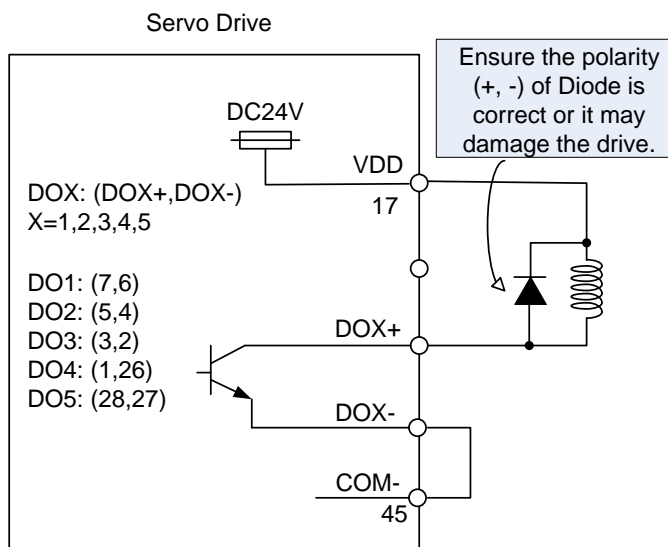 Servo Drive
Ensure the polarity
(+, -) of Diode is
correct or it may
damage the drive.
DC24V
VDD
17
DOX: (DOX+,DOX-)
X=1,2,3,4,5
DO1: (7,6)
DO2: (5,4)
DO3: (3,2)
DO4: (1,26)
DO5: (28,27)
DOX+
DOX-
COM-
45